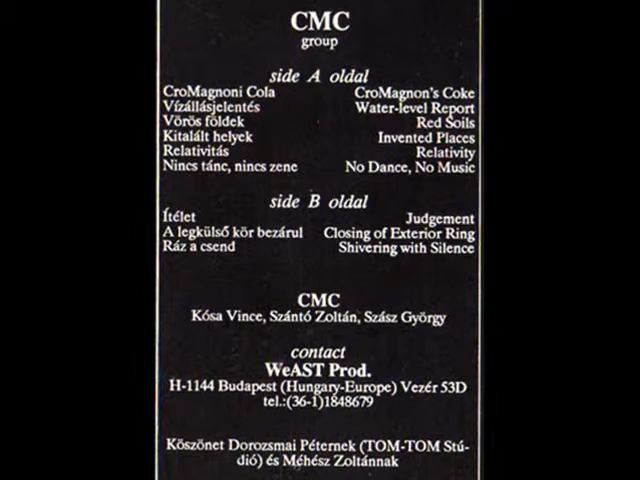 CMC
group
side A oldal
CroMagnoni Cola CroMagnon's Coke
Vízállásjelentés Water-level Report
Vörös földek Red Soils
Kitalált helyek Invented Places
Relativitás Relativity
Nincs tánc, nincs zene No Dance, No Music
side B oldal
Ítélet Judgement
A legkülső kör bezárul Closing of Exterior Ring
Ráz a csend Shivering with Silence
CMC
Kósa Vince, Szántó Zoltán, Szász György
contact
WeAST Prod.
H-1144 Budapest (Hungary-Europe) Vezér 53D
tel.:(36-1)1848679
Köszönet Dorozsmai Péternek (TOM-TOM Stú-
dió) és Méhész Zoltánnak